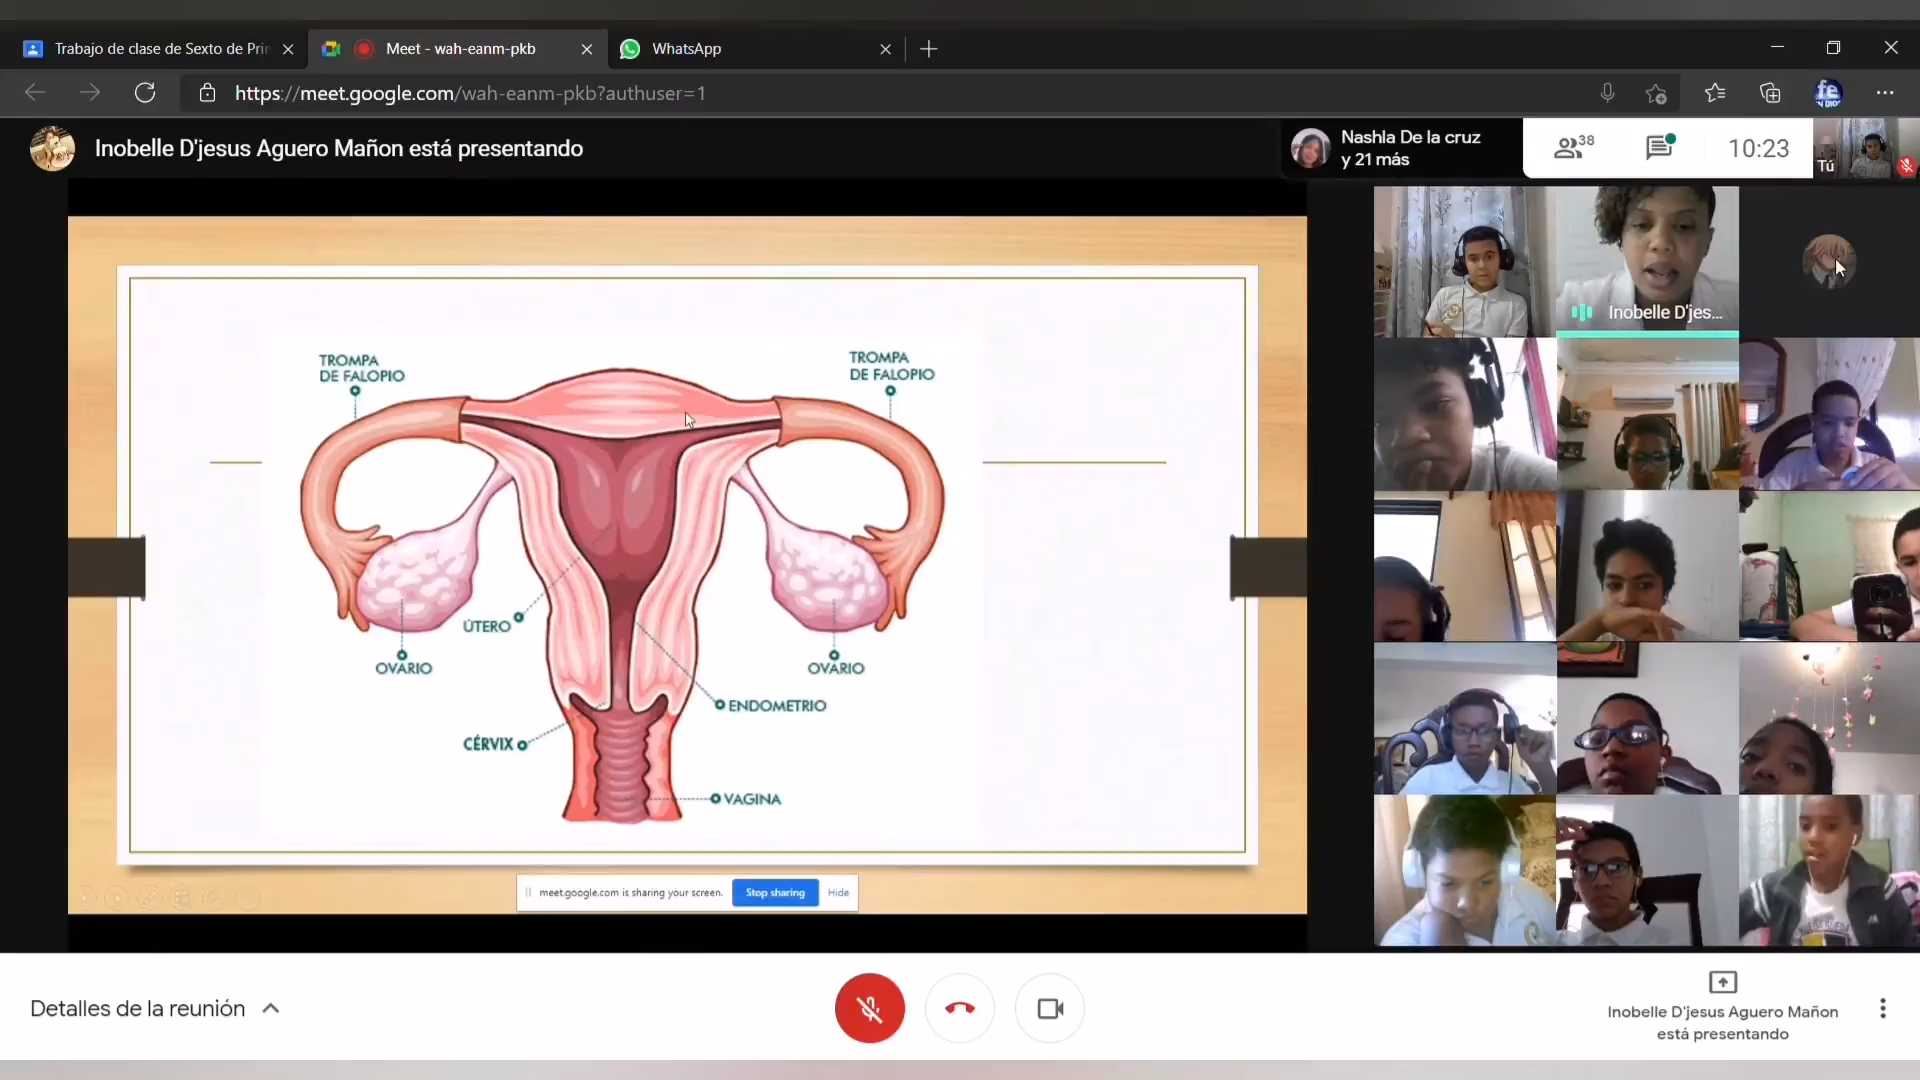 Trabajo de clase de Sexto de Pri
Meet - wah-eanm-pkb
WhatsApp
https://meet.google.com/wah-eanm-pkb?authuser=1
Inobelle D'jesus Aguero Mañon está presentando
Nashla De la cruz
y 21 más
38
10:23
Tú
Inobelle D'jes...
TROMPA
DE FALOPIO
TROMPA
DE FALOPIO
ÚTERO
OVARIO
OVARIO
ENDOMETRIO
CÉRVIX
VAGINA
meet.google.com is sharing your screen.
Stop sharing
Hide
Detalles de la reunión
Inobelle D'jesus Aguero Mañon
está presentando